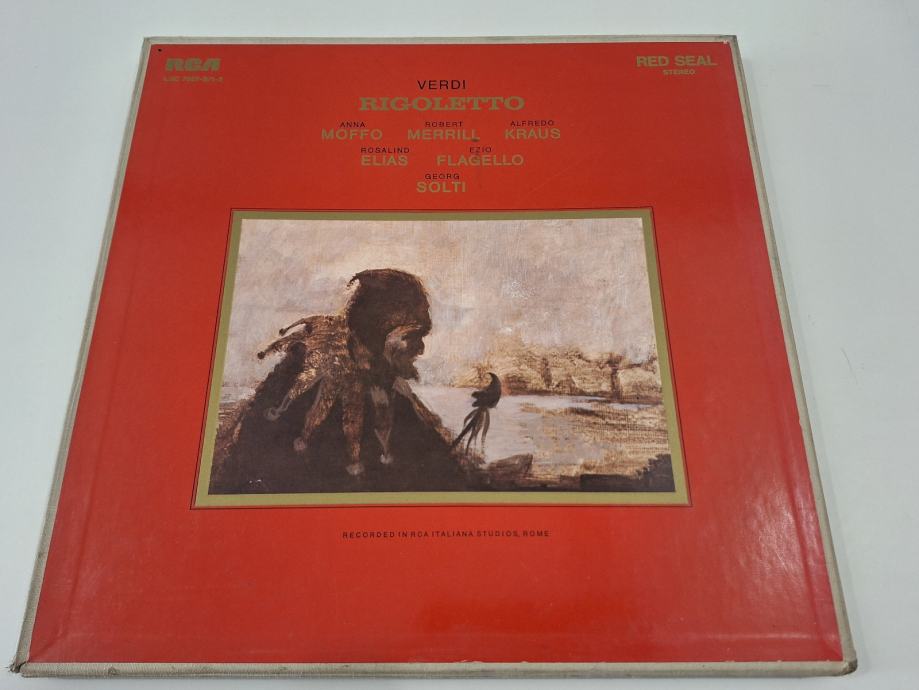 RCA
RED SEAL
STEREO
VERDI
RIGOLETTO
ANNA ROBERT ALFREDO
MOFFO MERRILL KRAUS
ROSALIND EZIO
ELIAS FLAGELLO
GEORG
SOLTI
RECORDED IN RCA ITALIANA STUDIOS, ROME